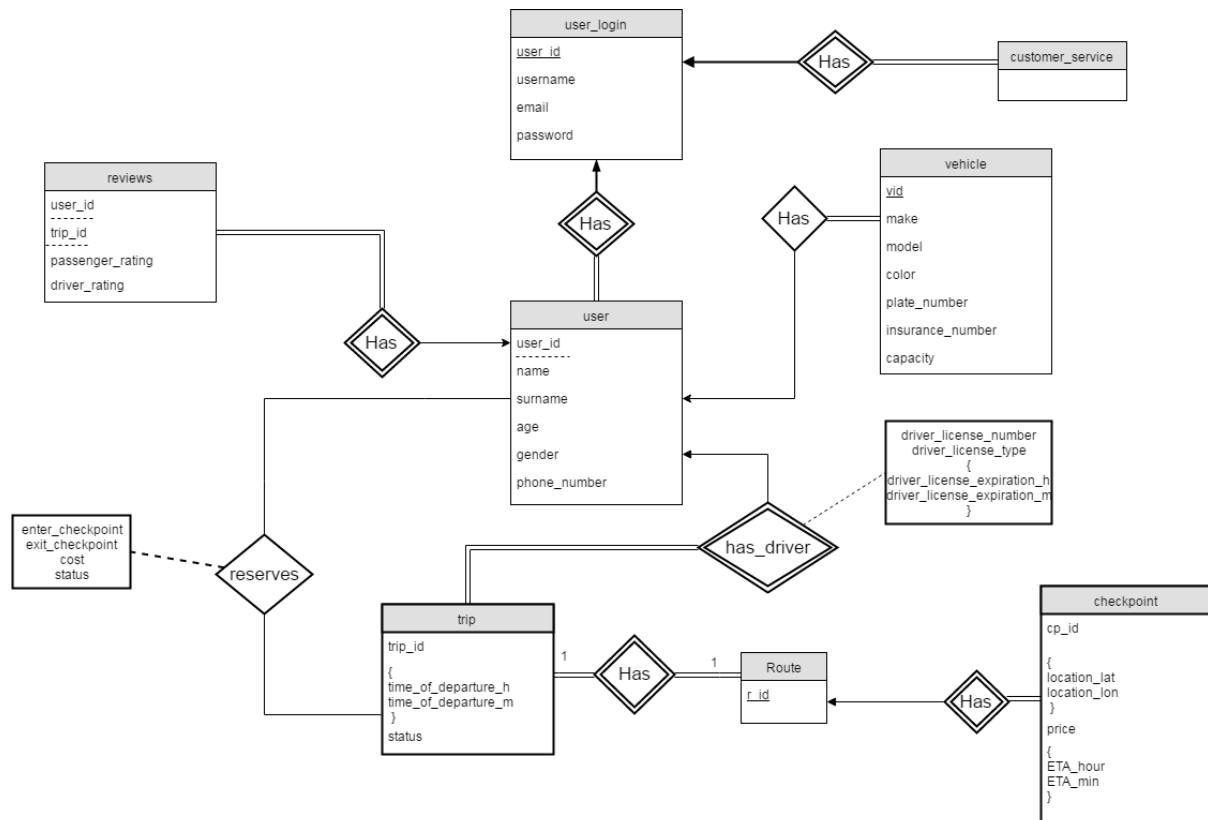 user_login
user_id
username
email
password
Has
customer_service
reviews
user_id
trip_id
passenger_rating
driver_rating
Has
Has
vehicle
vid
make
model
color
plate_number
insurance_number
capacity
Has
user
user_id
name
surname
age
gender
phone_number
driver_license_number
driver_license_type
{
driver_license_expiration_h
driver_license_expiration_m
}
has_driver
enter_checkpoint
exit_checkpoint
cost
status
reserves
trip
trip_id
{
time_of_departure_h
time_of_departure_m
}
status
1
Has
1
Route
r_id
Has
checkpoint
cp_id
{
location_lat
location_lon
}
price
{
ETA_hour
ETA_min
}